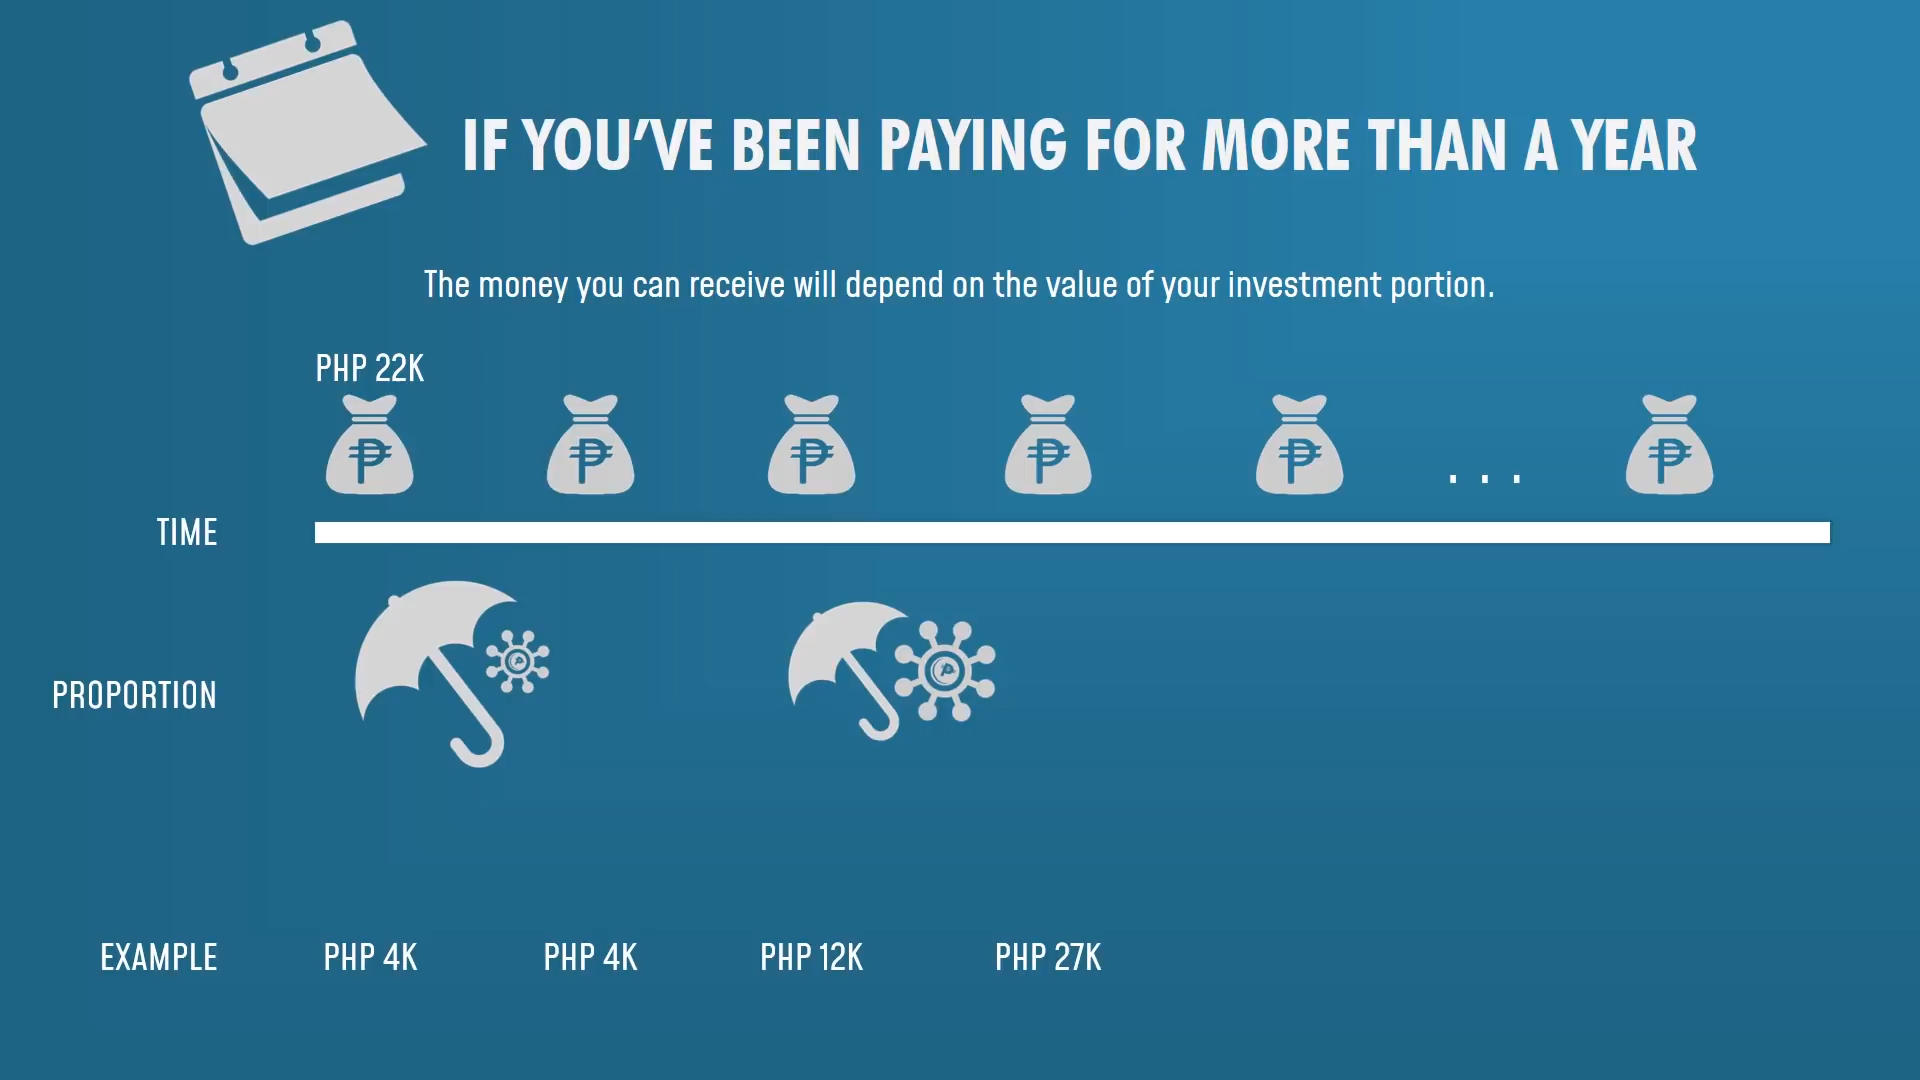 IF YOU'VE BEEN PAYING FOR MORE THAN A YEAR
The money you can receive will depend on the value of your investment portion.
PHP 22K
. . .
TIME
PROPORTION
EXAMPLE PHP 4K PHP 4K PHP 12K PHP 27K